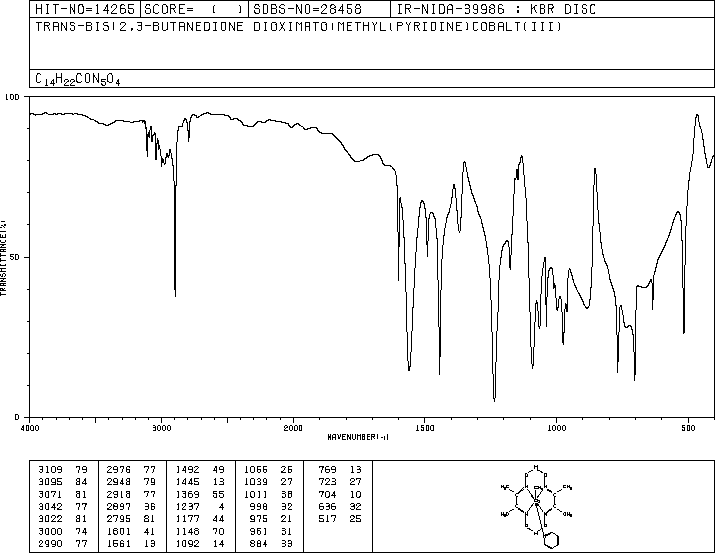 HIT-NO=14265 SCORE= ( ) SDBS-NO=28458 IR-NIDA-39986 : KBR DISC
TRANS-BIS(2,3-BUTANEDIONE DIOXIMATO)METHYL(PYRIDINE)COBALT(III)
C14H22CON5O4
100
50
0
TRANSMITTANCE(%)
4000 3000 2000 1500 1000 500
WAVENUMBER(-1)
3109 79 2976 77 1492 49 1066 26 769 13
3095 84 2948 79 1445 13 1039 27 723 27
3071 81 2918 77 1369 55 1011 38 704 10
3042 77 2897 36 1237 4 998 32 636 32
3022 81 2795 81 1177 44 975 21 517 25
3000 74 1601 41 1148 70 961 31
2990 77 1561 13 1092 14 884 33